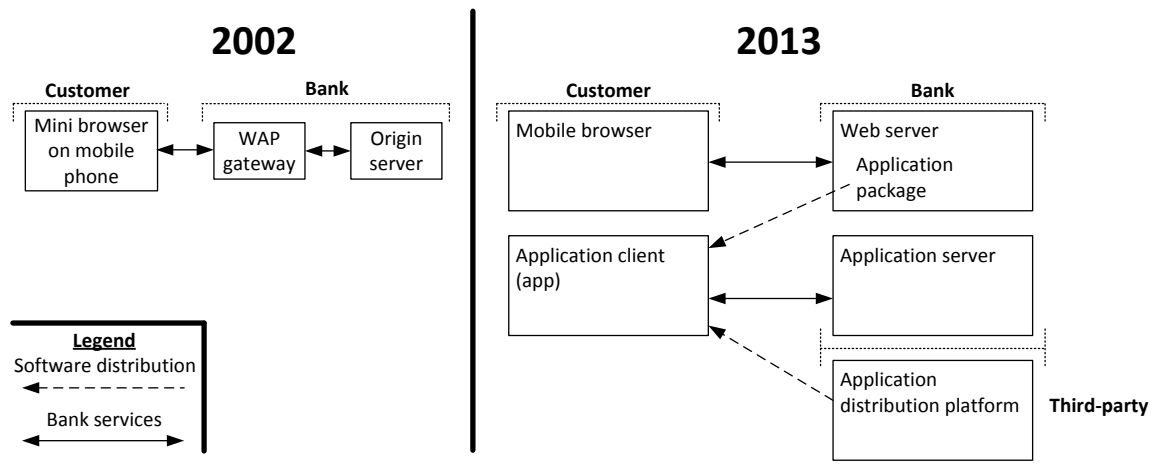 2002
Customer
Bank
Mini browser
on mobile
phone
WAP
gateway
Origin
server
Legend
Software distribution
Bank services
2013
Customer
Bank
Mobile browser
Web server
Application
package
Application client
(app)
Application server
Application
distribution platform
Third-party